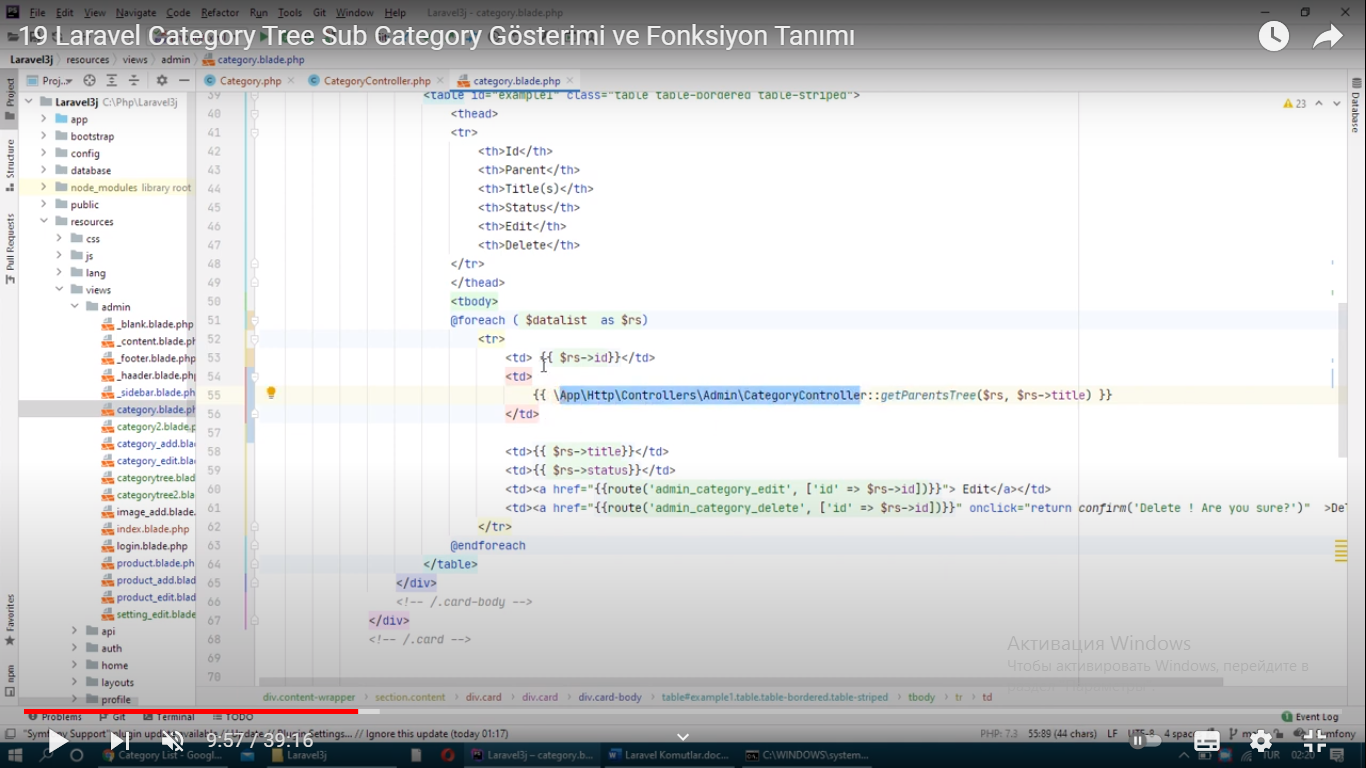 File Edit View Navigate Code Refactor Run Tools Git Window Help Laravel3j - category.blade.php
19 Laravel Category Tree Sub Category Gösterimi ve Fonksiyon Tanımı
Laravel3j resources views admin category.blade.php
Proj... Category.php CategoryController.php category.blade.php
Project
Structure
Pull Requests
Favorites
npm
Database
Laravel3j C:\Php\Laravel3j
app
bootstrap
config
database
node_modules library root
public
resources
css
js
lang
views
admin
_blank.blade.php
_content.blade.php
_footer.blade.php
_haader.blade.php
_sidebar.blade.ph
category.blade.ph
category2.blade.p
category_add.bla
category_edit.bla
categorytree.blad
categorytree2.bla
image_add.blade.
index.blade.php
login.blade.php
product.blade.ph
product_add.blad
product_edit.blad
setting_edit.blade
api
auth
home
layouts
profile
23
39 <table id="example1" class="table table-bordered table-striped">
40 <thead>
41 <tr>
42 <th>Id</th>
43 <th>Parent</th>
44 <th>Title(s)</th>
45 <th>Status</th>
46 <th>Edit</th>
47 <th>Delete</th>
48 </tr>
49 </thead>
50 <tbody>
51 @foreach ( $datalist as $rs)
52 <tr>
53 <td> {{ $rs->id}}</td>
54 <td>
55 {{ \App\Http\Controllers\Admin\CategoryController::getParentsTree($rs, $rs->title) }}
56 </td>
57
58 <td>{{ $rs->title}}</td>
59 <td>{{ $rs->status}}</td>
60 <td><a href="{{route('admin_category_edit', ['id' => $rs->id])}}"> Edit</a></td>
61 <td><a href="{{route('admin_category_delete', ['id' => $rs->id])}}" onclick="return confirm('Delete ! Are you sure?')" >De
62 </tr>
63 @endforeach
64 </table>
65 </div>
66 <!-- /.card-body -->
67 </div>
68 <!-- /.card -->
69
70
Активация Windows
Чтобы активировать Windows, перейдите в
div.content-wrapper section.content div.card div.card div.card-body table#example1.table.table-bordered.table-striped tbody tr td
Problems Git Terminal TODO Event Log
"Symfony Support" plugin update available // Update // Plugin Settings... // Ignore this update (today 01:17) PHP: 7.3 55:89 (44 chars) LF UTF-8 4 spac
9:57 / 39:16
Category List - Googl... Laravel3j Laravel3j – category.b... Laravel Komutlar.doc... C:\WINDOWS\system... TUR 02:20